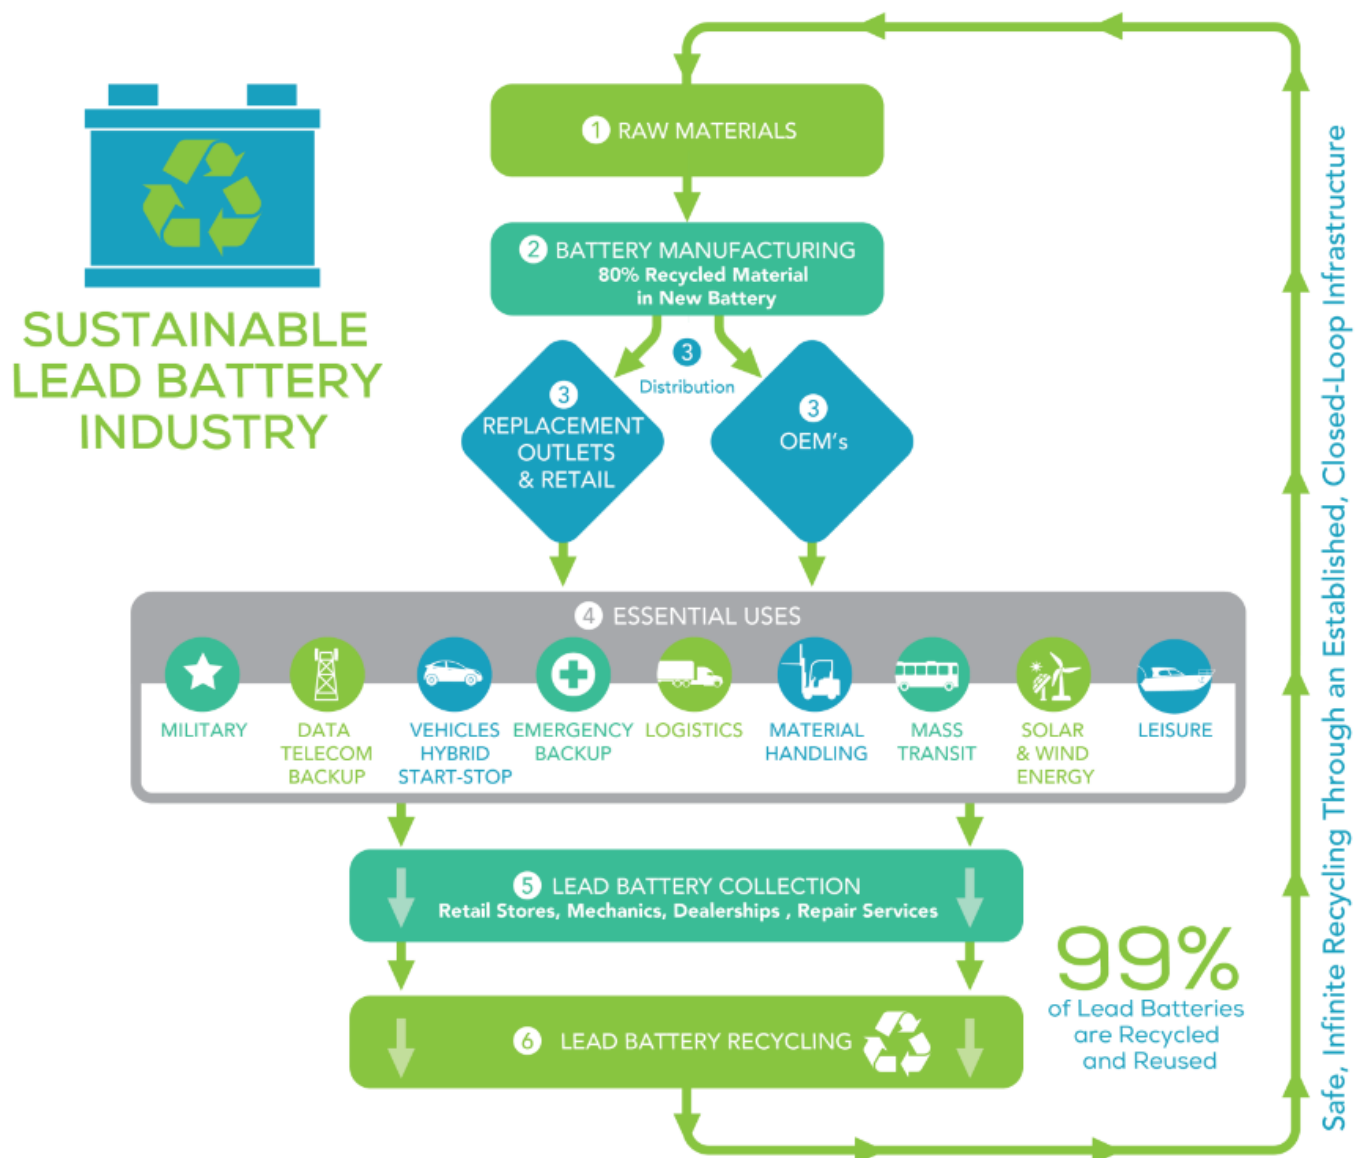 SUSTAINABLE
LEAD BATTERY
INDUSTRY
1 RAW MATERIALS
2 BATTERY MANUFACTURING
80% Recycled Material
in New Battery
3
Distribution
3
REPLACEMENT
OUTLETS
& RETAIL
3
OEM's
4 ESSENTIAL USES
MILITARY
DATA
TELECOM
BACKUP
VEHICLES
HYBRID
START-STOP
EMERGENCY
BACKUP
LOGISTICS
MATERIAL
HANDLING
MASS
TRANSIT
SOLAR
& WIND
ENERGY
LEISURE
5 LEAD BATTERY COLLECTION
Retail Stores, Mechanics, Dealerships , Repair Services
6 LEAD BATTERY RECYCLING
99%
of Lead Batteries
are Recycled
and Reused
Safe, Infinite Recycling Through an Established, Closed-Loop Infrastructure